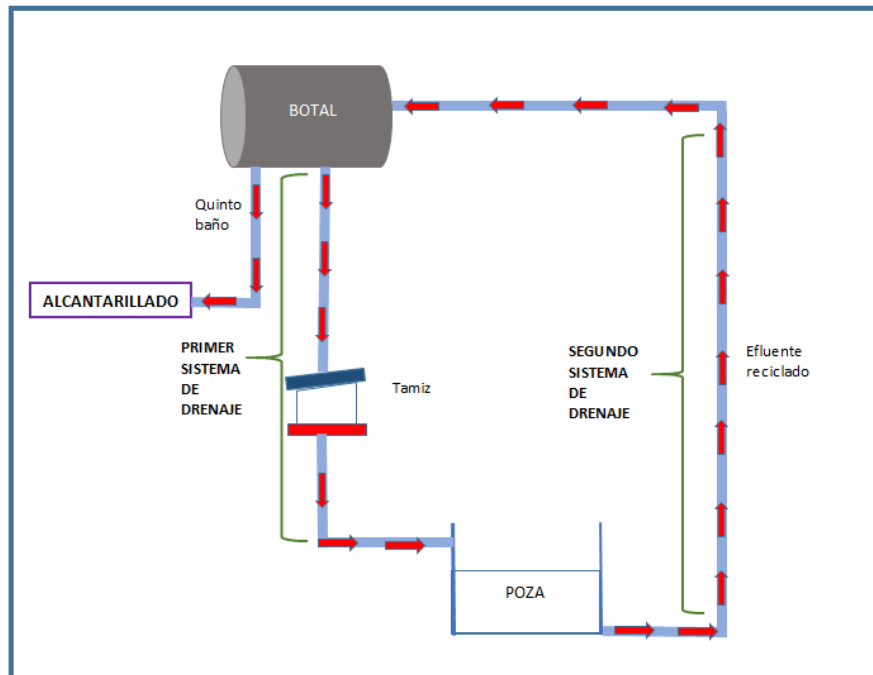 BOTAL
Quinto
baño
ALCANTARILLADO
PRIMER
SISTEMA
DE
DRENAJE
Tamiz
SEGUNDO
SISTEMA
DE
DRENAJE
Efluente
reciclado
POZA